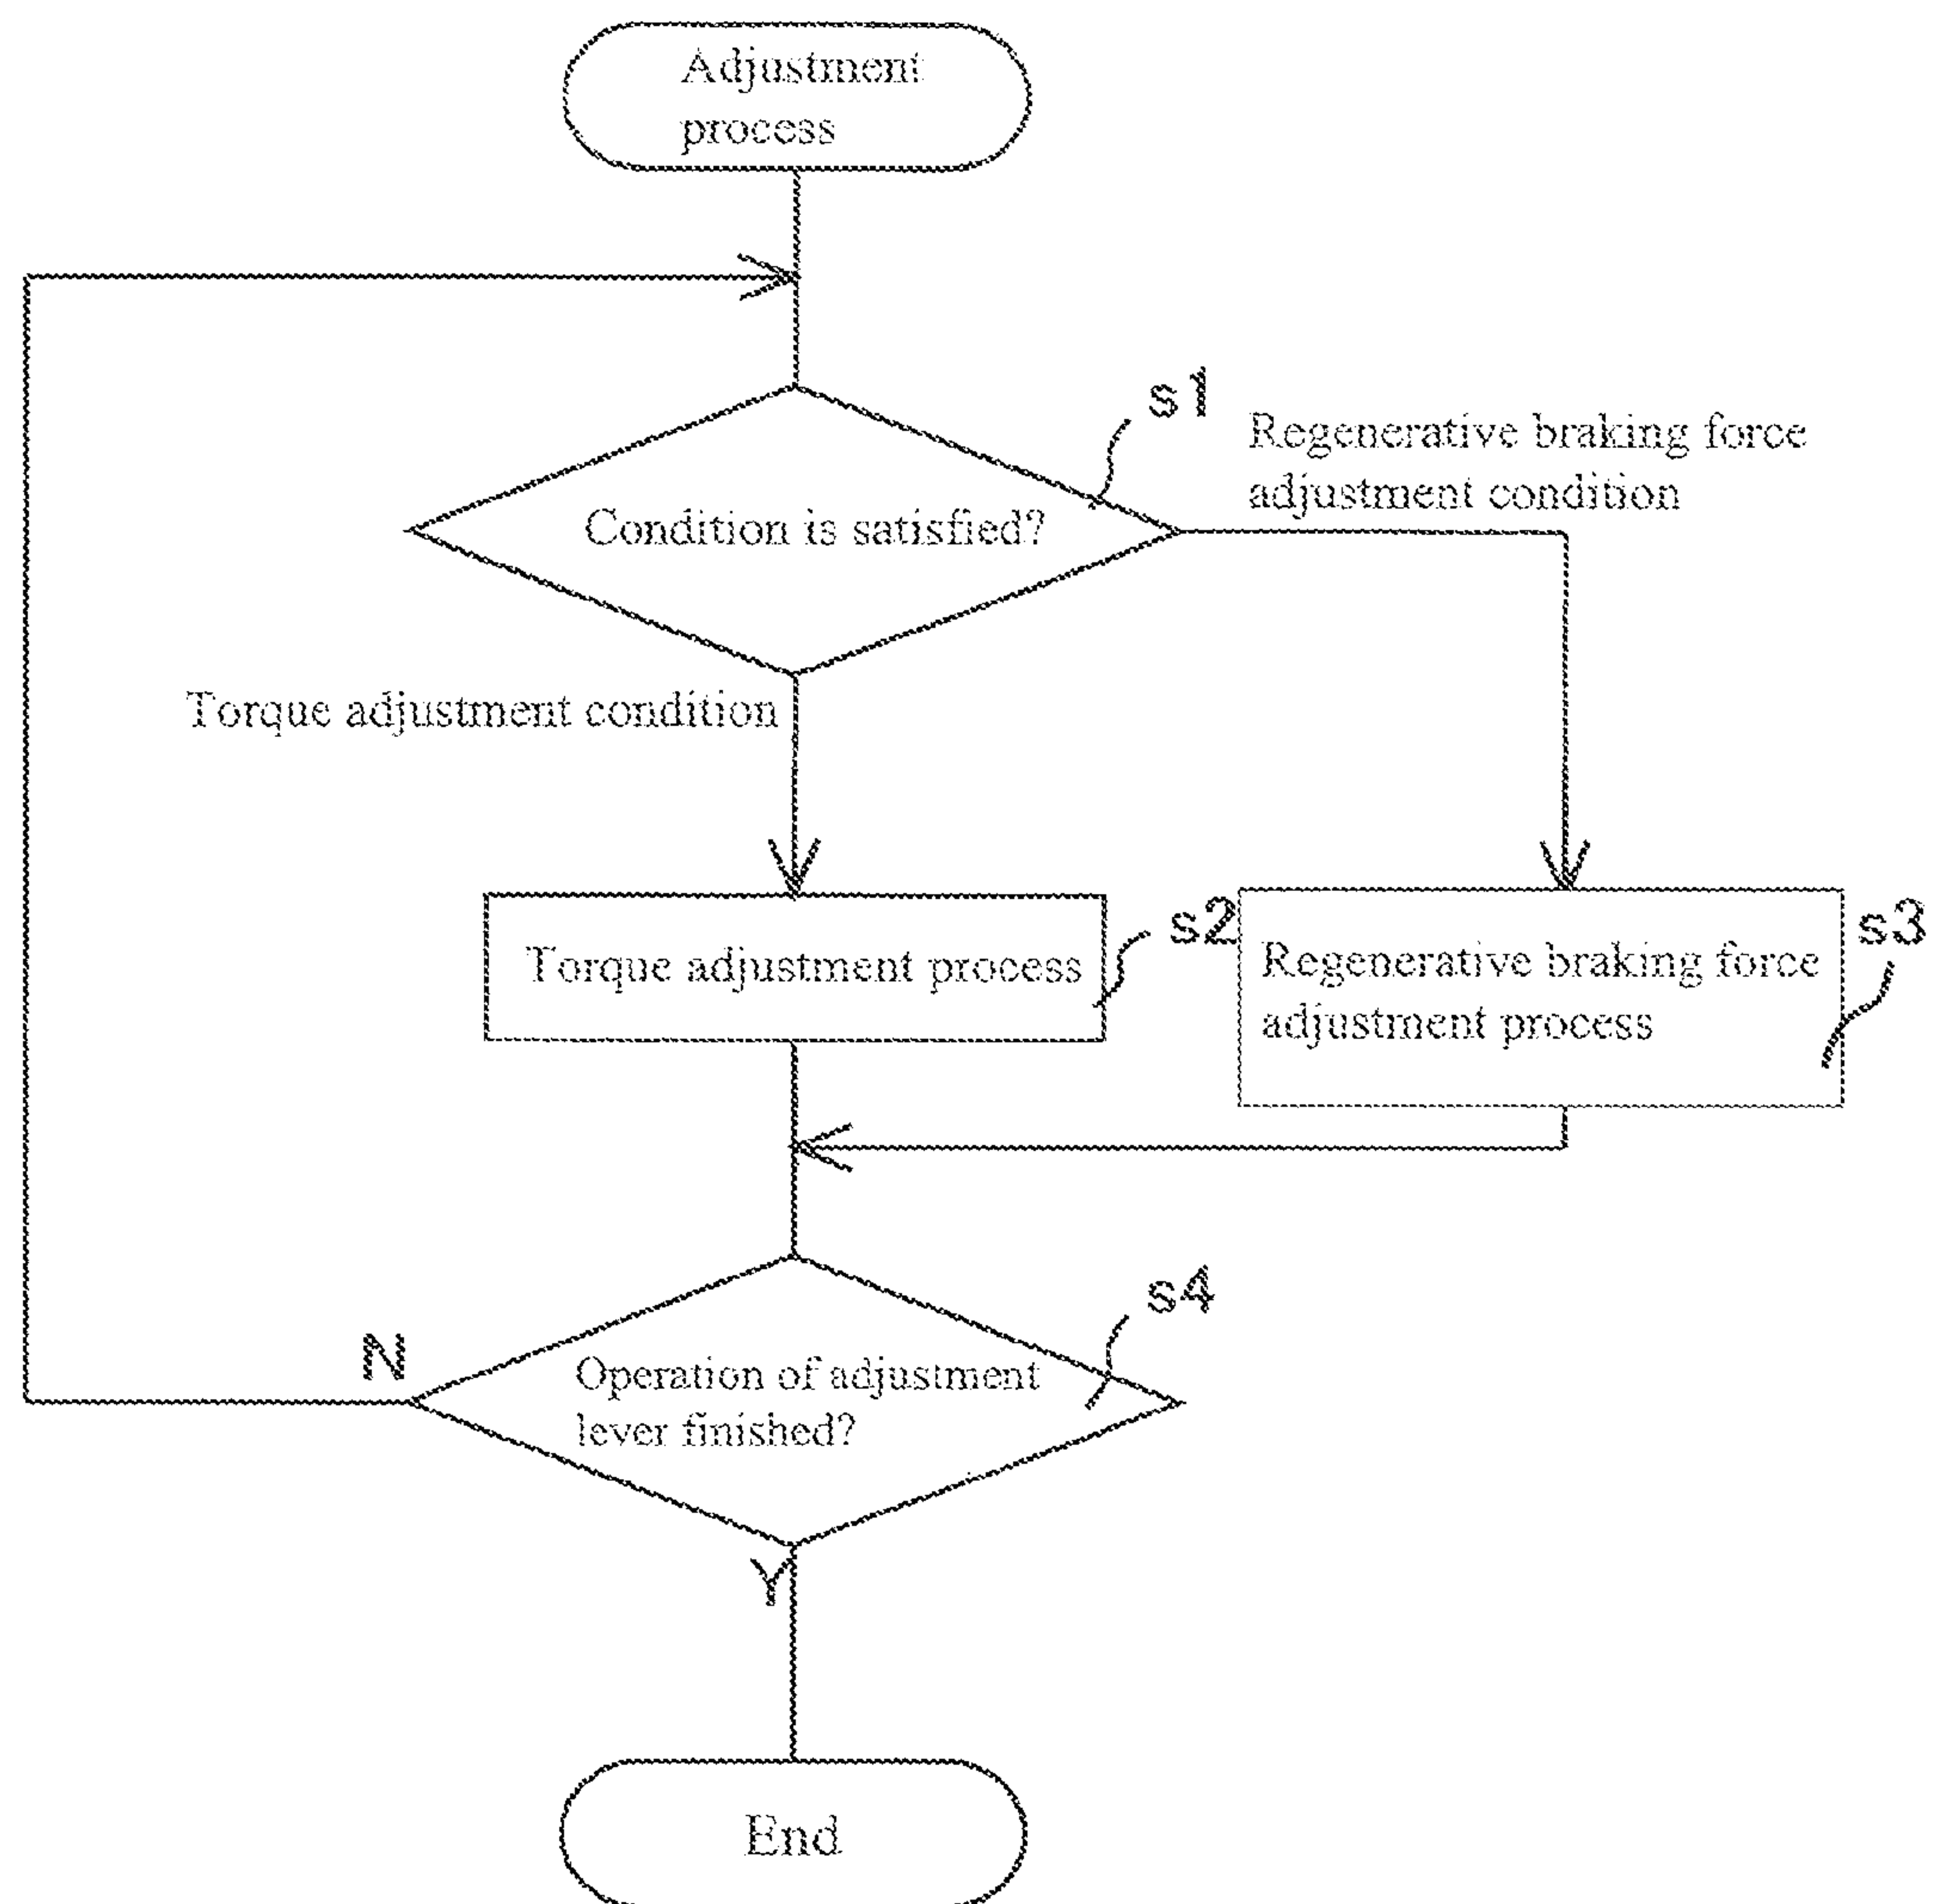 Adjustment
process
s1
Regenerative braking force
adjustment condition
Condition is satisfied?
Torque adjustment condition
s2
Torque adjustment process
s3
Regenerative braking force
adjustment process
s4
N
Operation of adjustment
lever finished?
Y
End